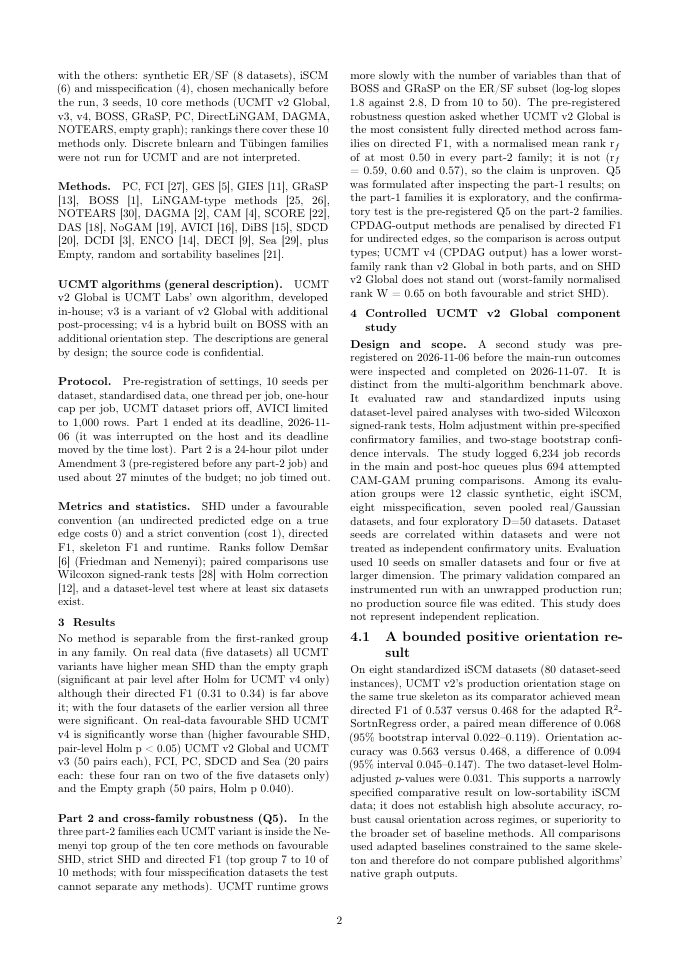 with the others: synthetic ER/SF (8 datasets), iSCM
(6) and misspecification (4), chosen mechanically before
the run, 3 seeds, 10 core methods (UCMT v2 Global,
v3, v4, BOSS, GRaSP, PC, DirectLiNGAM, DAGMA,
NOTEARS, empty graph); rankings there cover these 10
methods only. Discrete bnlearn and Tübingen families
were not run for UCMT and are not interpreted.
Methods. PC, FCI [27], GES [5], GIES [11], GRaSP
[13], BOSS [1], LiNGAM-type methods [25, 26],
NOTEARS [30], DAGMA [2], CAM [4], SCORE [22],
DAS [18], NoGAM [19], AVICI [16], DiBS [15], SDCD
[20], DCDI [3], ENCO [14], DECI [9], Sea [29], plus
Empty, random and sortability baselines [21].
UCMT algorithms (general description). UCMT
v2 Global is UCMT Labs' own algorithm, developed
in-house; v3 is a variant of v2 Global with additional
post-processing; v4 is a hybrid built on BOSS with an
additional orientation step. The descriptions are general
by design; the source code is confidential.
Protocol. Pre-registration of settings, 10 seeds per
dataset, standardised data, one thread per job, one-hour
cap per job, UCMT dataset priors off, AVICI limited
to 1,000 rows. Part 1 ended at its deadline, 2026-11-
06 (it was interrupted on the host and its deadline
moved by the time lost). Part 2 is a 24-hour pilot under
Amendment 3 (pre-registered before any part-2 job) and
used about 27 minutes of the budget; no job timed out.
Metrics and statistics. SHD under a favourable
convention (an undirected predicted edge on a true
edge costs 0) and a strict convention (cost 1), directed
F1, skeleton F1 and runtime. Ranks follow Demšar
[6] (Friedman and Nemenyi); paired comparisons use
Wilcoxon signed-rank tests [28] with Holm correction
[12], and a dataset-level test where at least six datasets
exist.
3 Results
No method is separable from the first-ranked group
in any family. On real data (five datasets) all UCMT
variants have higher mean SHD than the empty graph
(significant at pair level after Holm for UCMT v4 only)
although their directed F1 (0.31 to 0.34) is far above
it; with the four datasets of the earlier version all three
were significant. On real-data favourable SHD UCMT
v4 is significantly worse than (higher favourable SHD,
pair-level Holm p < 0.05) UCMT v2 Global and UCMT
v3 (50 pairs each), FCI, PC, SDCD and Sea (20 pairs
each: these four ran on two of the five datasets only)
and the Empty graph (50 pairs, Holm p 0.040).
Part 2 and cross-family robustness (Q5). In the
three part-2 families each UCMT variant is inside the Ne-
menyi top group of the ten core methods on favourable
SHD, strict SHD and directed F1 (top group 7 to 10 of
10 methods; with four misspecification datasets the test
cannot separate any methods). UCMT runtime grows
more slowly with the number of variables than that of
BOSS and GRaSP on the ER/SF subset (log-log slopes
1.8 against 2.8, D from 10 to 50). The pre-registered
robustness question asked whether UCMT v2 Global is
the most consistent fully directed method across fam-
ilies on directed F1, with a normalised mean rank rf
of at most 0.50 in every part-2 family; it is not (rf
= 0.59, 0.60 and 0.57), so the claim is unproven. Q5
was formulated after inspecting the part-1 results; on
the part-1 families it is exploratory, and the confirma-
tory test is the pre-registered Q5 on the part-2 families.
CPDAG-output methods are penalised by directed F1
for undirected edges, so the comparison is across output
types; UCMT v4 (CPDAG output) has a lower worst-
family rank than v2 Global in both parts, and on SHD
v2 Global does not stand out (worst-family normalised
rank W = 0.65 on both favourable and strict SHD).
4 Controlled UCMT v2 Global component
study
Design and scope. A second study was pre-
registered on 2026-11-06 before the main-run outcomes
were inspected and completed on 2026-11-07. It is
distinct from the multi-algorithm benchmark above.
It evaluated raw and standardized inputs using
dataset-level paired analyses with two-sided Wilcoxon
signed-rank tests, Holm adjustment within pre-specified
confirmatory families, and two-stage bootstrap confi-
dence intervals. The study logged 6,234 job records
in the main and post-hoc queues plus 694 attempted
CAM-GAM pruning comparisons. Among its evalu-
ation groups were 12 classic synthetic, eight iSCM,
eight misspecification, seven pooled real/Gaussian
datasets, and four exploratory D=50 datasets. Dataset
seeds are correlated within datasets and were not
treated as independent confirmatory units. Evaluation
used 10 seeds on smaller datasets and four or five at
larger dimension. The primary validation compared an
instrumented run with an unwrapped production run;
no production source file was edited. This study does
not represent independent replication.
4.1 A bounded positive orientation re-
sult
On eight standardized iSCM datasets (80 dataset-seed
instances), UCMT v2's production orientation stage on
the same true skeleton as its comparator achieved mean
directed F1 of 0.537 versus 0.468 for the adapted R²-
SortnRegress order, a paired mean difference of 0.068
(95% bootstrap interval 0.022–0.119). Orientation ac-
curacy was 0.563 versus 0.468, a difference of 0.094
(95% interval 0.045–0.147). The two dataset-level Holm-
adjusted p-values were 0.031. This supports a narrowly
specified comparative result on low-sortability iSCM
data; it does not establish high absolute accuracy, ro-
bust causal orientation across regimes, or superiority to
the broader set of baseline methods. All comparisons
used adapted baselines constrained to the same skele-
ton and therefore do not compare published algorithms'
native graph outputs.
2